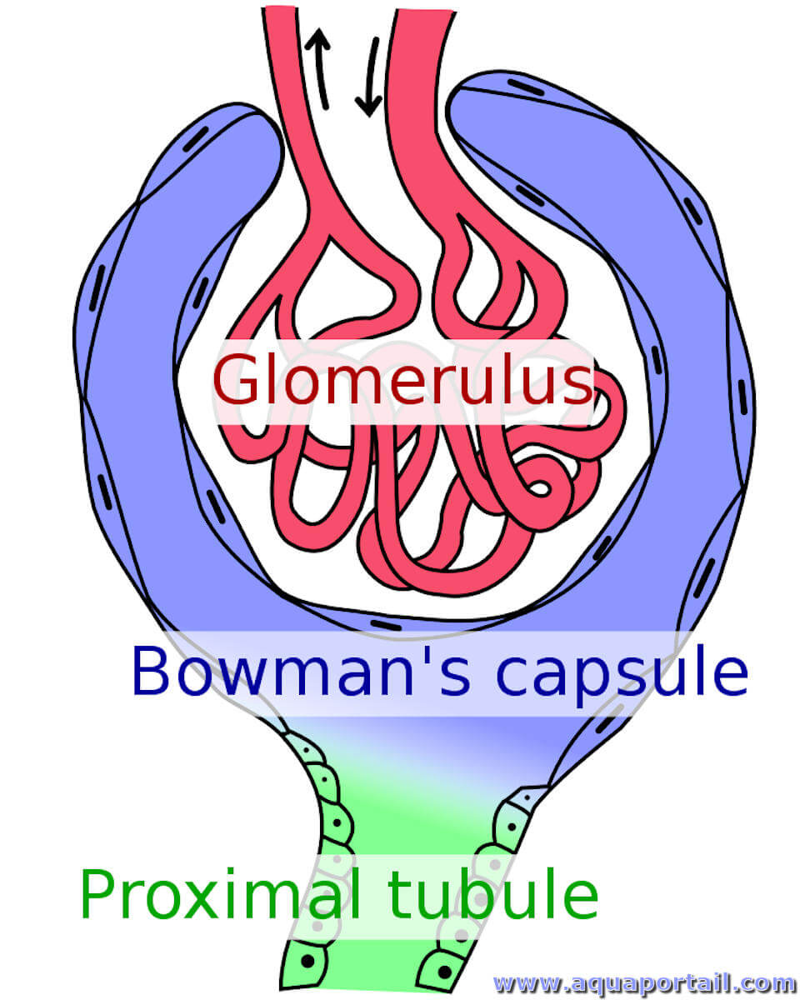 Glomerulus
Bowman's capsule
Proximal tubule
www.aquaportail.com